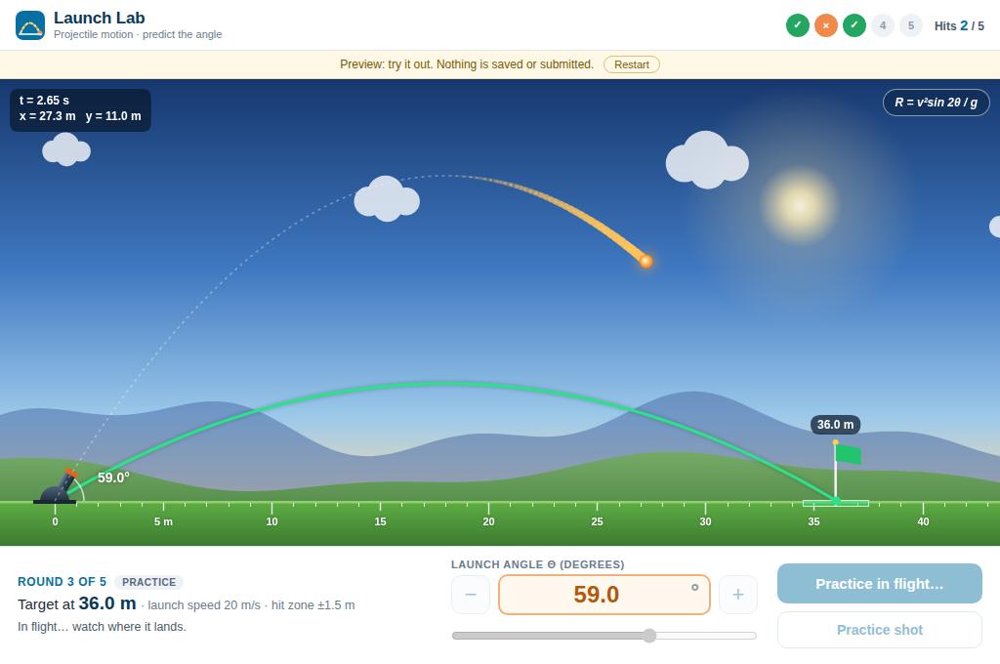 Launch Lab
Projectile motion · predict the angle
✓ × ✓ 4 5 Hits 2 / 5
Preview: try it out. Nothing is saved or submitted. Restart
t = 2.65 s
x = 27.3 m y = 11.0 m
R = v²sin 2θ / g
36.0 m
59.0°
0 5 m 10 15 20 25 30 35 40
ROUND 3 OF 5 PRACTICE
Target at 36.0 m · launch speed 20 m/s · hit zone ±1.5 m
In flight… watch where it lands.
LAUNCH ANGLE Θ (DEGREES)
− 59.0 ° +
Practice in flight…
Practice shot